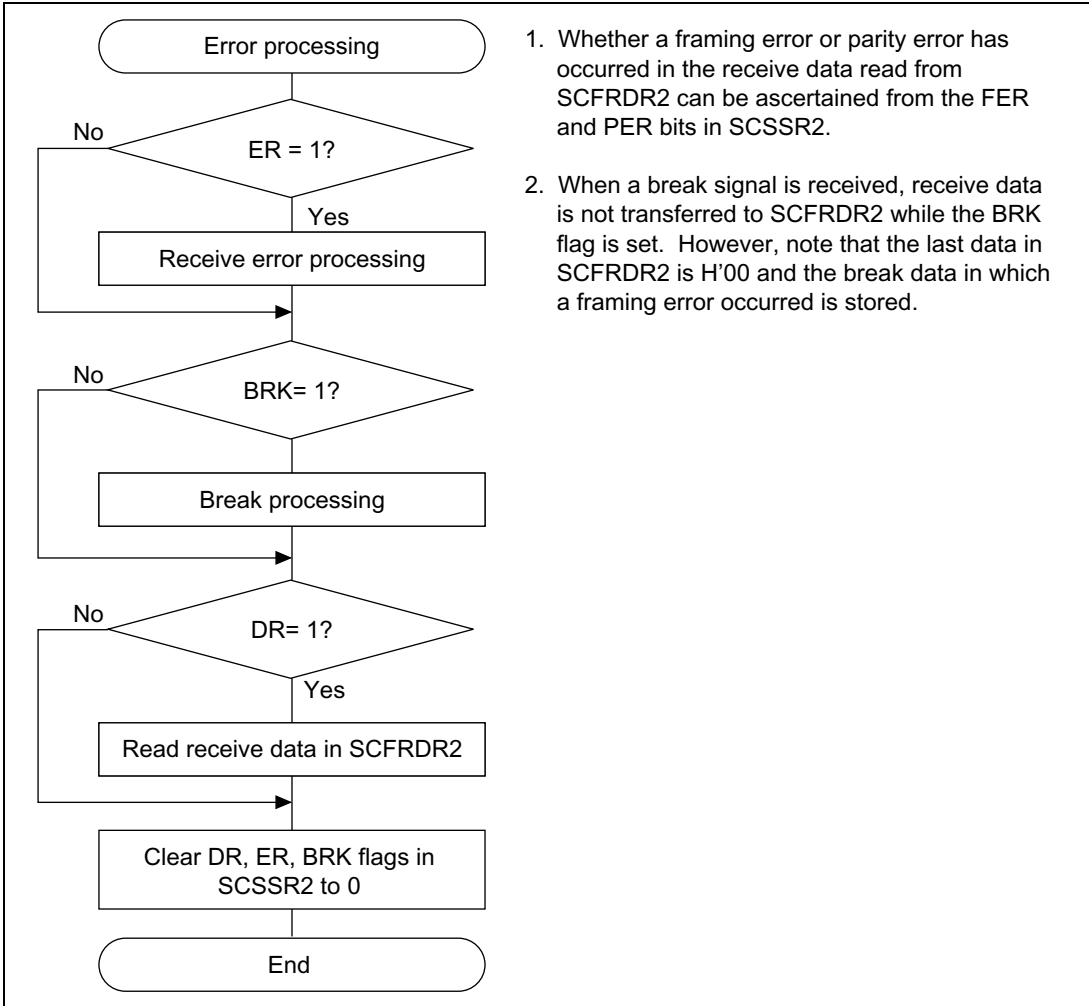 Error processing
No
ER = 1?
Yes
Receive error processing
No
BRK= 1?
Break processing
No
DR= 1?
Yes
Read receive data in SCFRDR2
Clear DR, ER, BRK flags in
SCSSR2 to 0
End
1. Whether a framing error or parity error has
occurred in the receive data read from
SCFRDR2 can be ascertained from the FER
and PER bits in SCSSR2.
2. When a break signal is received, receive data
is not transferred to SCFRDR2 while the BRK
flag is set. However, note that the last data in
SCFRDR2 is H'00 and the break data in which
a framing error occurred is stored.